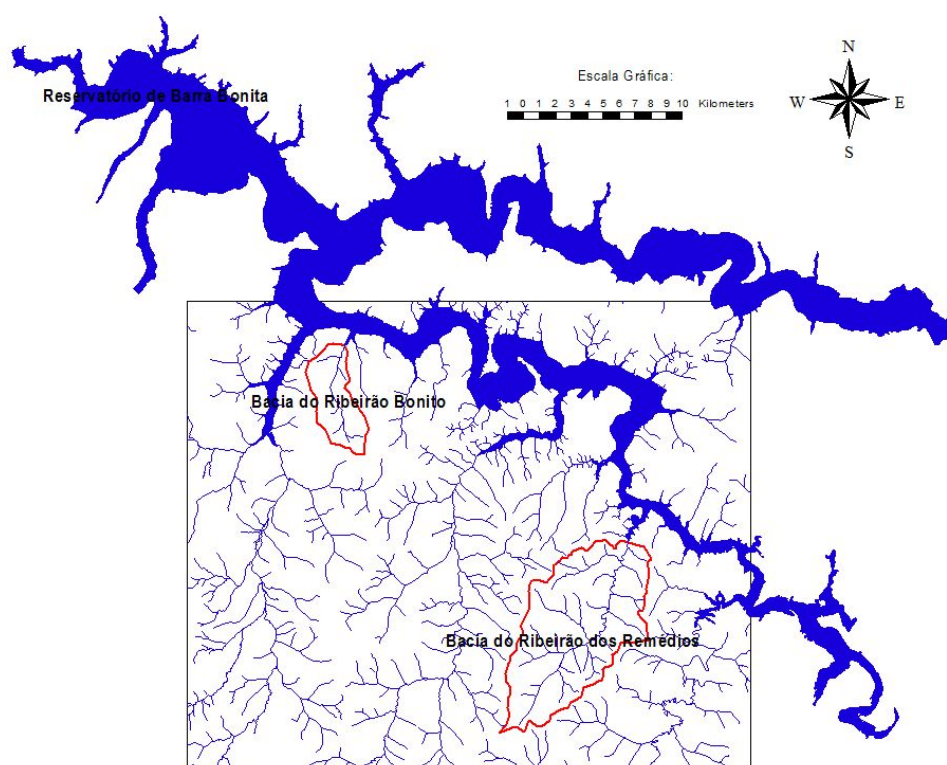 N
Escala Gráfica:
Reservatório de Barra Bonita
1 0 1 2 3 4 5 6 7 8 9 10 Kilometers
W E
S
Bacia do Ribeirão Bonito
Bacia do Ribeirão dos Remédios